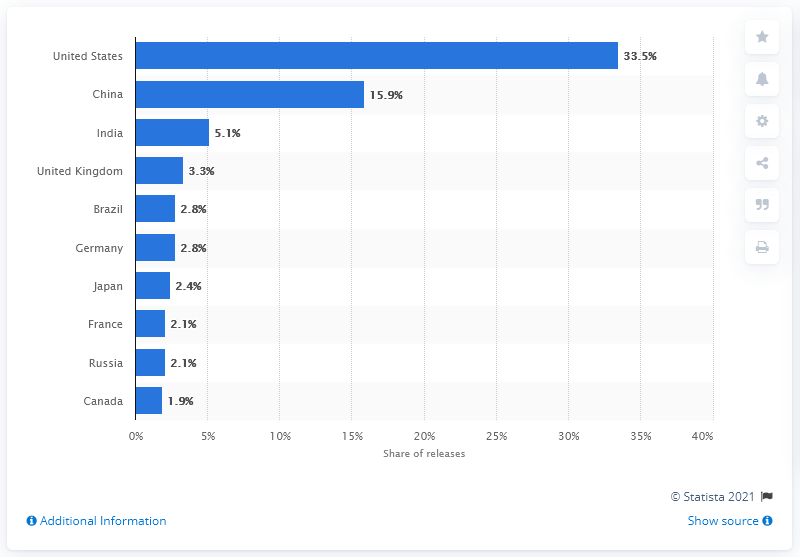 United States 33.5%
China 15.9%
India 5.1%
United Kingdom 3.3%
Brazil 2.8%
Germany 2.8%
Japan 2.4%
France 2.1%
Russia 2.1%
Canada 1.9%
0% 5% 10% 15% 20% 25% 30% 35% 40%
Share of releases
© Statista 2021
Additional Information Show source